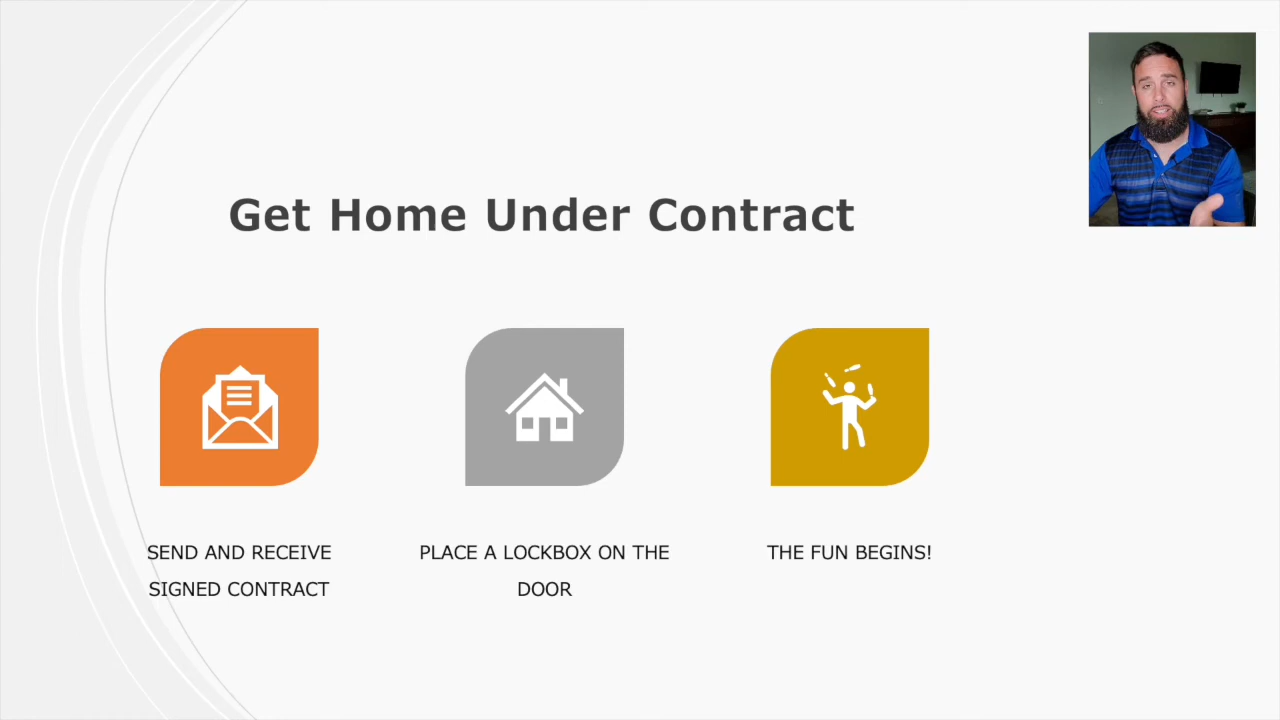 Get Home Under Contract
SEND AND RECEIVE
SIGNED CONTRACT
PLACE A LOCKBOX ON THE
DOOR
THE FUN BEGINS!